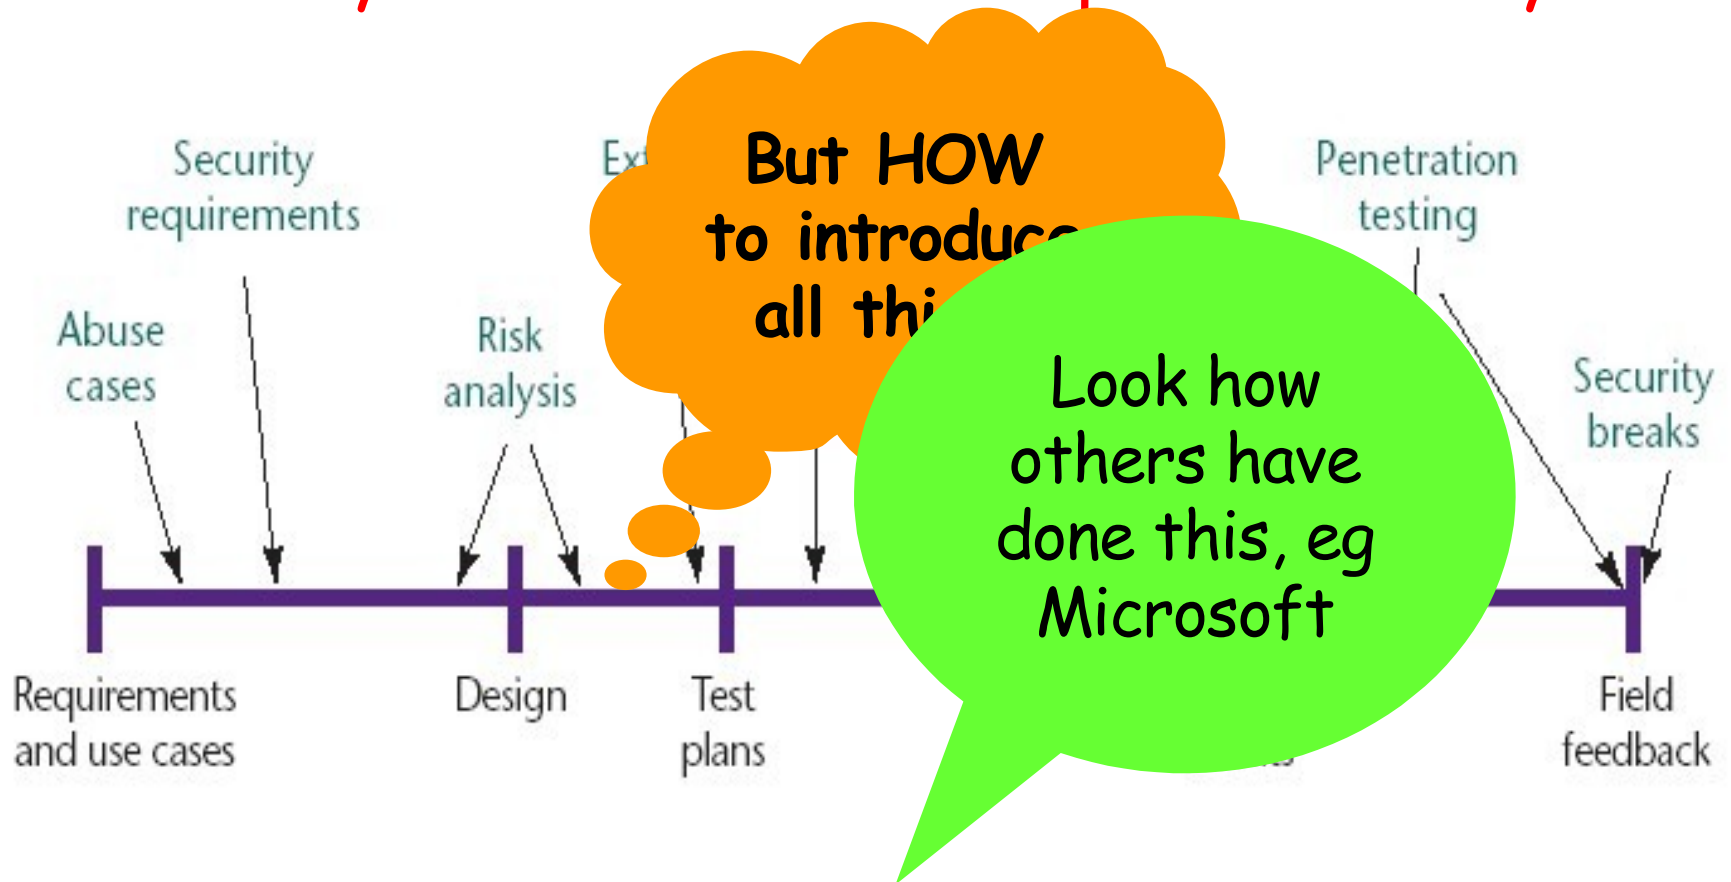 Security
requirements
Abuse
cases
Risk
analysis
But HOW
to introduce
all
Look how
others have
done this, eg
Microsoft
Penetration
testing
Security
breaks
Requirements
and use cases
Design
Test
plans
Field
feedback